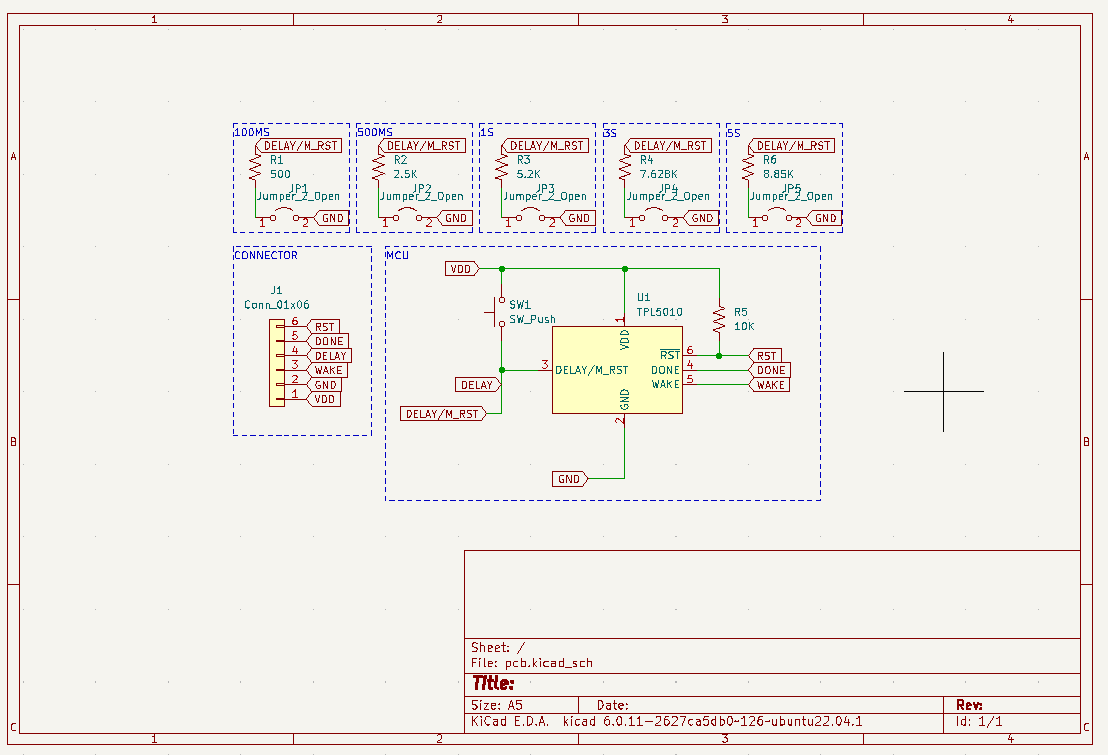 1 2 3 4
100MS 500MS 1S 3S 5S
DELAY/M_RST DELAY/M_RST DELAY/M_RST DELAY/M_RST DELAY/M_RST
A A
R1 R2 R3 R4 R6
500 2.5K 5.2K 7.628K 8.85K
JP1 JP2 JP3 JP4 JP5
Jumper_2_Open Jumper_2_Open Jumper_2_Open Jumper_2_Open Jumper_2_Open
1 2 GND 1 2 GND 1 2 GND 1 2 GND 1 2 GND
CONNECTOR
J1
Conn_01x06
6 RST
5 DONE
4 DELAY
3 WAKE
2 GND
1 VDD
MCU
VDD
SW1
SW_Push
U1
TPL5010
R5
10K
1
VDD
3 DELAY/M_RST
RST 6 RST
DONE 4 DONE
WAKE 5 WAKE
GND
2
DELAY
DELAY/M_RST
GND
B B
Sheet: /
File: pcb.kicad_sch
Title:
Size: A5 Date: Rev:
KiCad E.D.A. kicad 6.0.11-2627ca5db0~126~ubuntu22.04.1 Id: 1/1
C C
1 2 3 4